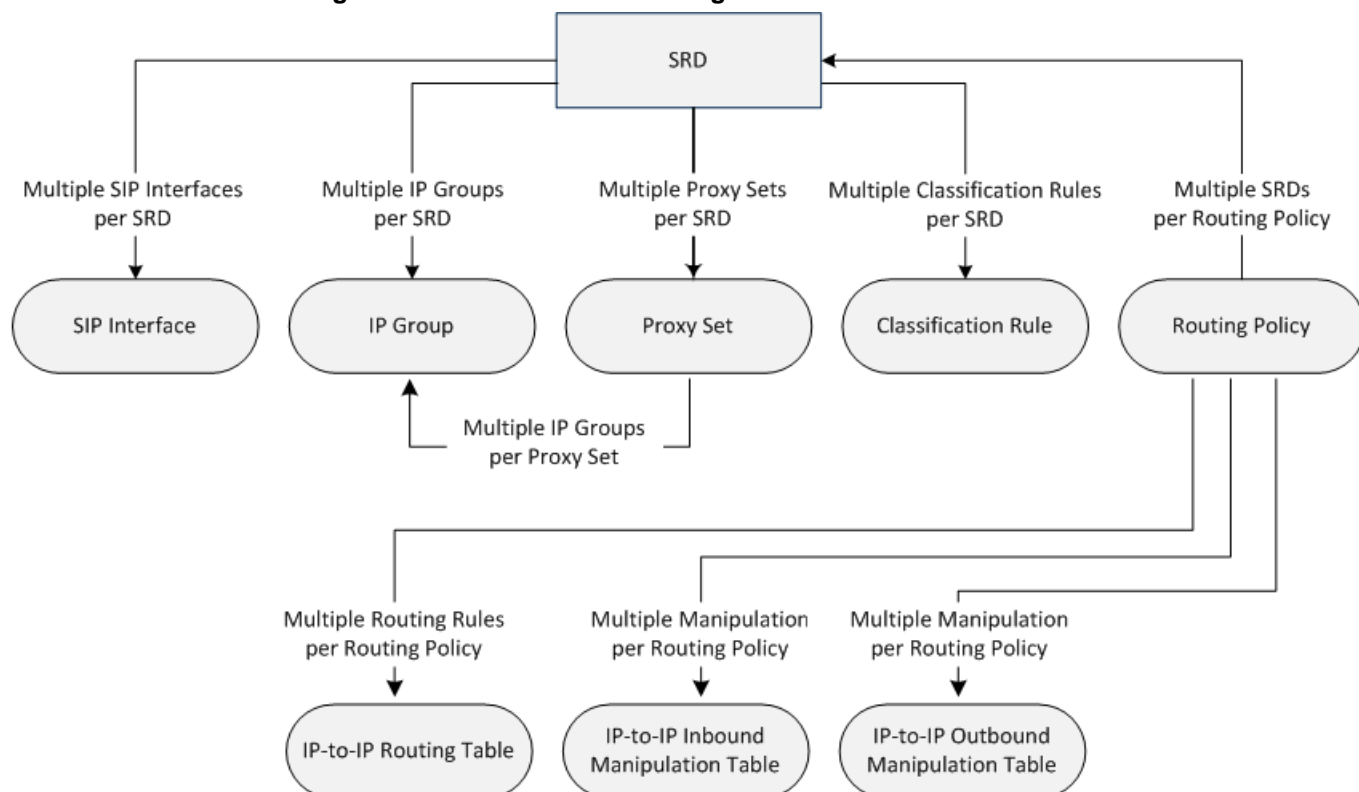 SRD
Multiple SIP Interfaces
per SRD
Multiple IP Groups
per SRD
Multiple Proxy Sets
per SRD
Multiple Classification Rules
per SRD
Multiple SRDs
per Routing Policy
SIP Interface
IP Group
Proxy Set
Classification Rule
Routing Policy
Multiple IP Groups
per Proxy Set
Multiple Routing Rules
per Routing Policy
Multiple Manipulation
per Routing Policy
Multiple Manipulation
per Routing Policy
IP-to-IP Routing Table
IP-to-IP Inbound
Manipulation Table
IP-to-IP Outbound
Manipulation Table